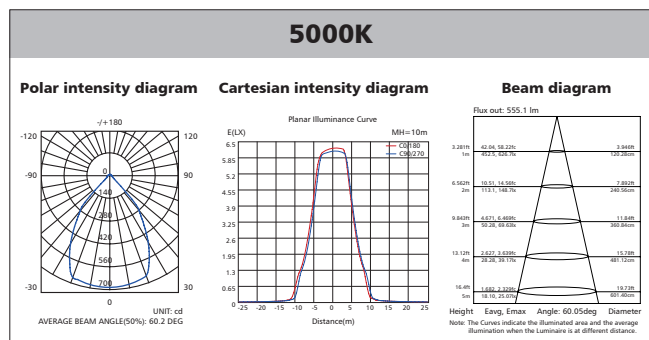 5000K
Polar intensity diagram
Cartesian intensity diagram
Beam diagram
-/+180
-120
120
-90
90
-30
30
0
0
140
280
420
560
700
UNIT: cd
AVERAGE BEAM ANGLE(50%): 60.2 DEG
Planar Illuminance Curve
E(LX)
MH=10m
C0/180
C90/270
6.5
5.85
5.2
4.55
3.9
3.25
2.6
1.95
1.3
0.65
0
-25 -20 -15 -10 -5 0 5 10 15 20 25
Distance(m)
Flux out: 555.1 lm
3.281ft 42.04, 58.22fc 3.946ft
1m 452.5, 626.7lx 120.28cm
6.562ft 10.51, 14.56fc 7.892ft
2m 113.1, 148.7lx 240.56cm
9.843ft 4.671, 6.469fc 11.84ft
3m 50.28, 69.63lx 360.84cm
13.12ft 2.627, 3.639fc 15.78ft
4m 28.28, 39.17lx 481.12cm
16.4ft 1.682, 2.329fc 19.73ft
5m 18.10, 25.07lx 601.40cm
Height Eavg, Emax Angle: 60.05deg Diameter
Note: The Curves indicate the illuminated area and the average
illumination when the Luminaire is at different distance.